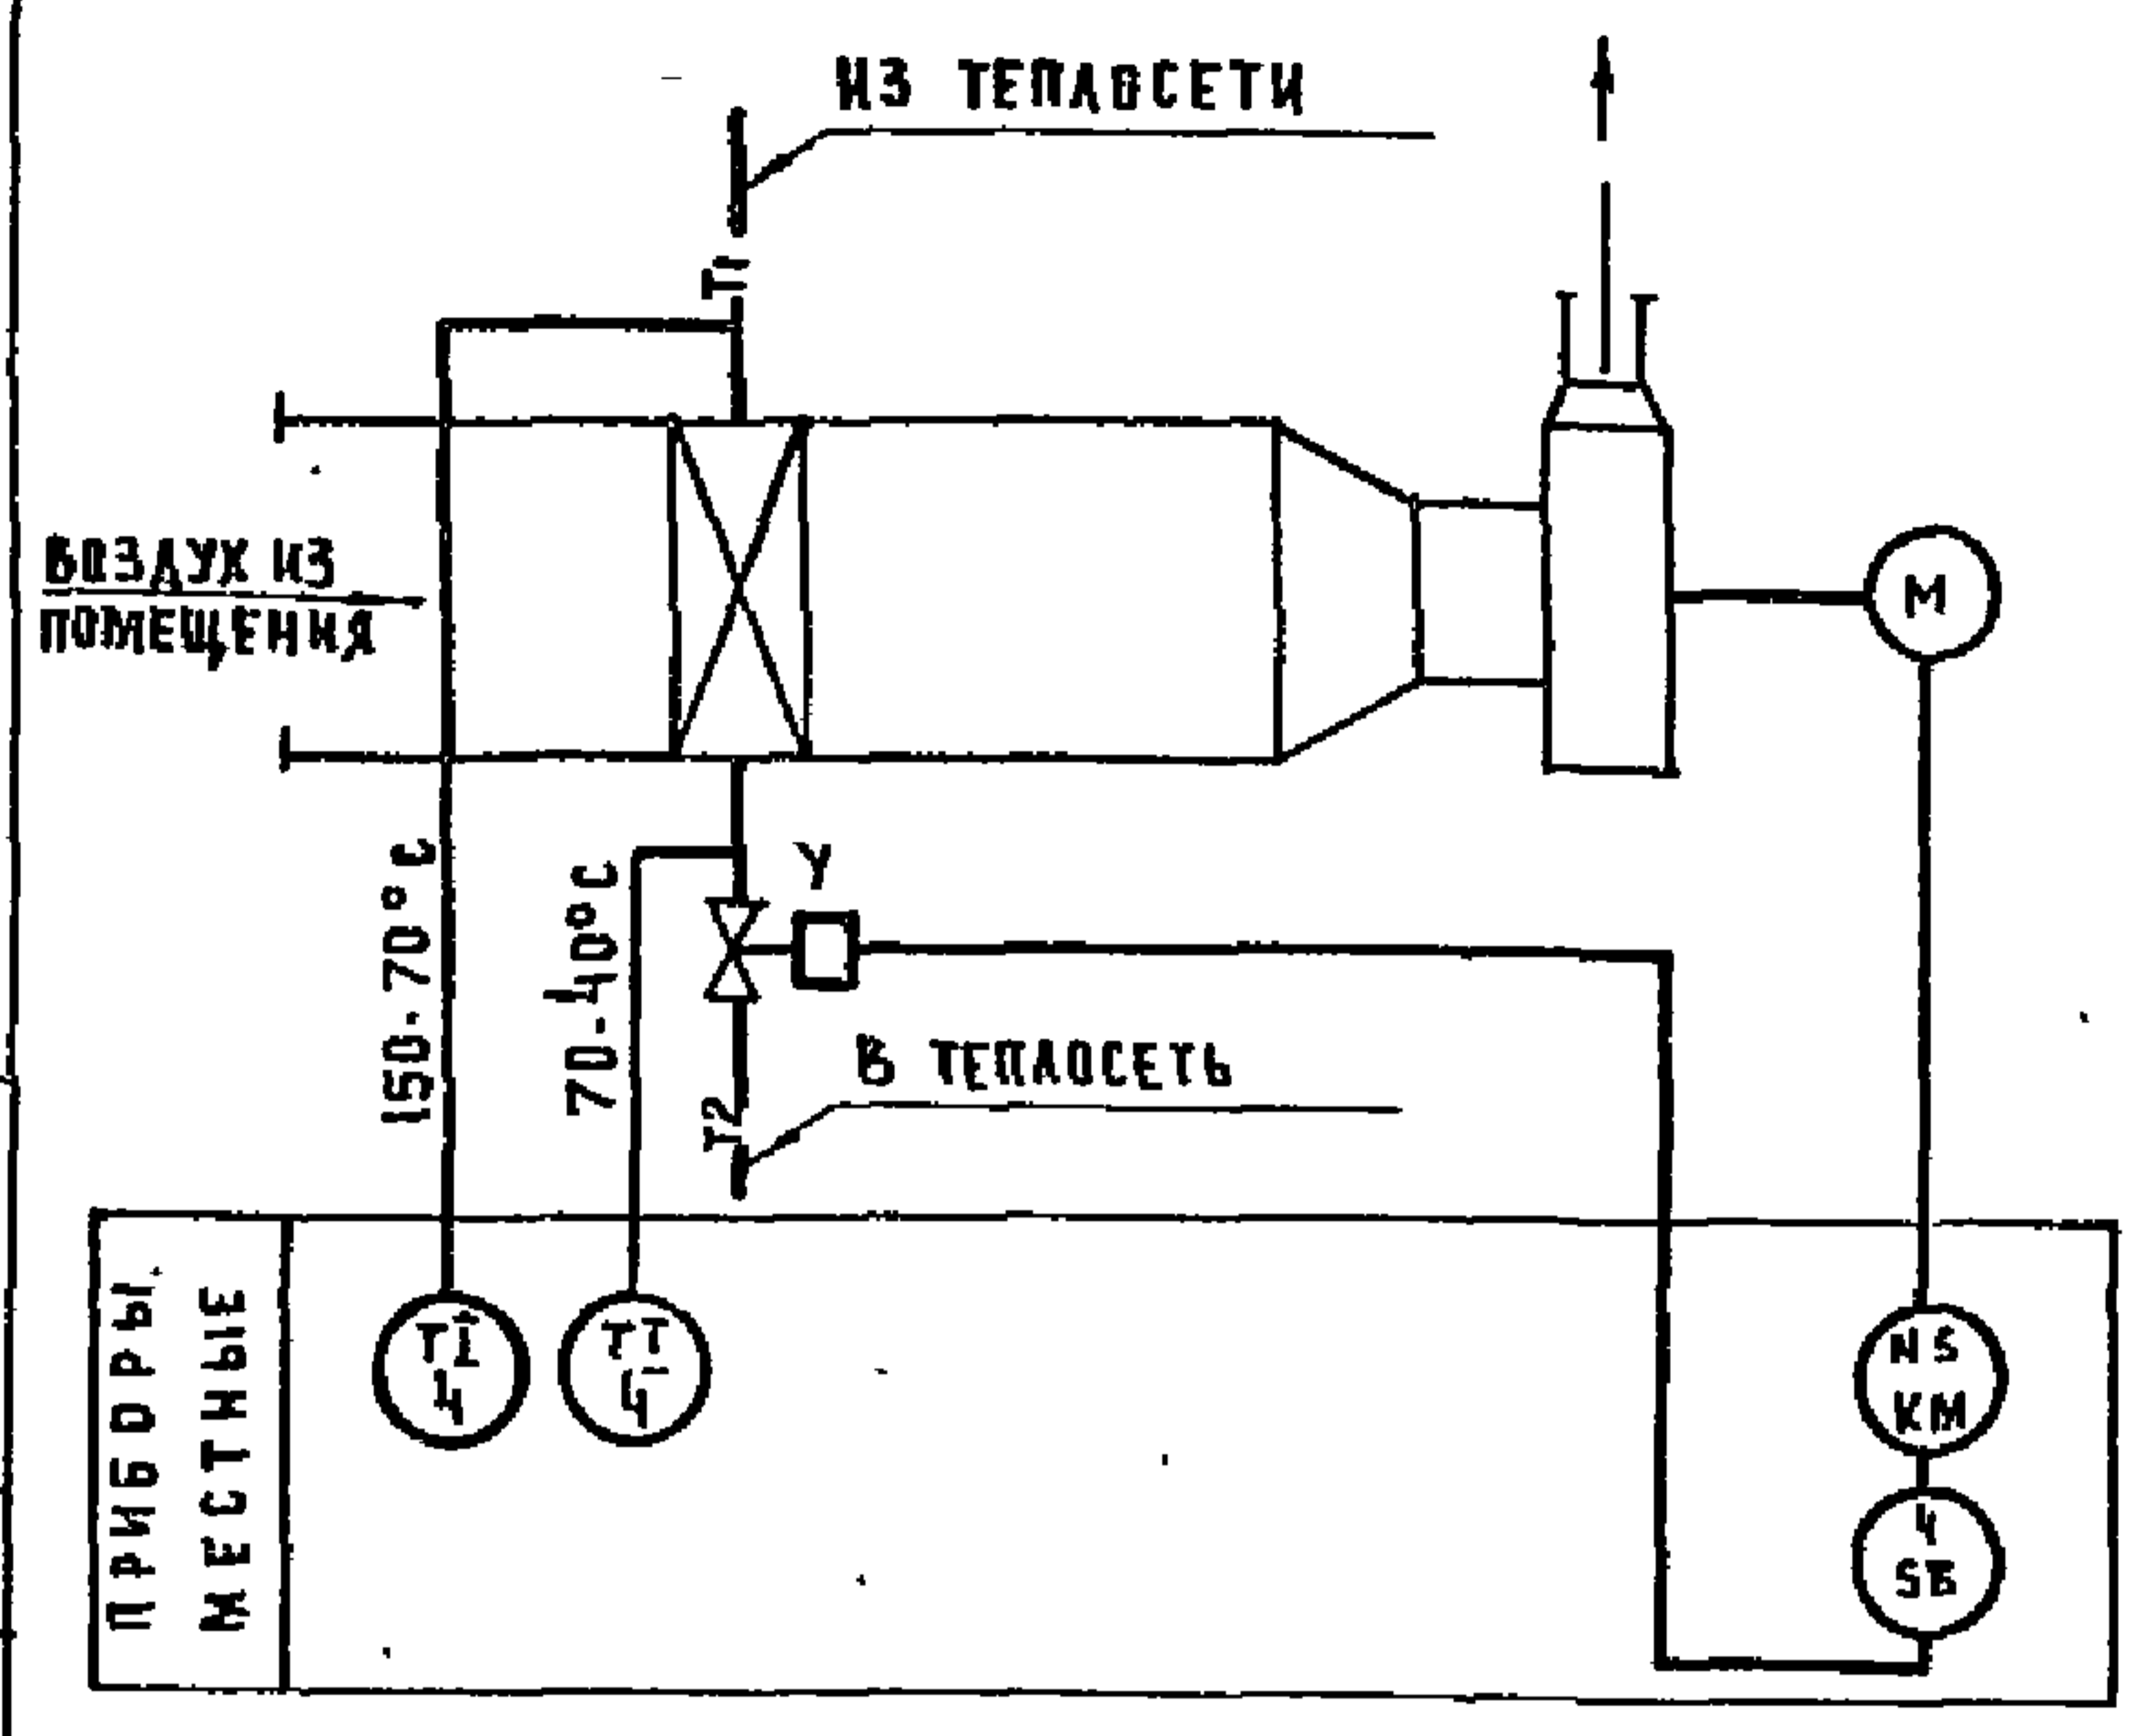 ИЗ ТЕПЛОСЕТИ
Т1
ВОЗДУХ ИЗ
ПОМЕЩЕНИЯ
М
150-70°С
70-40°С
Y
В ТЕПЛОСЕТЬ
Т2
ПРИБОРЫ
МЕСТНЫЕ
TI
4
TI
4
NS
KM
4
SB